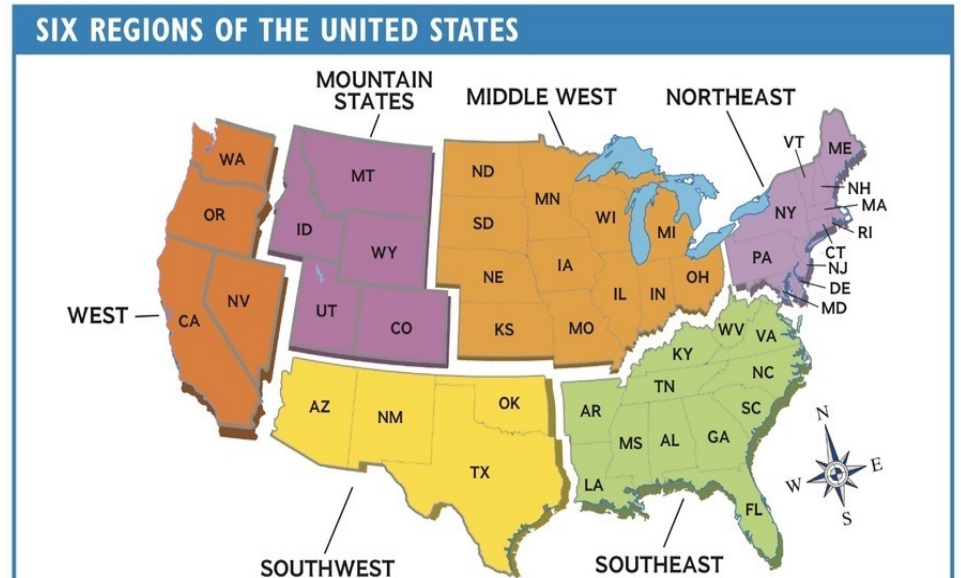 SIX REGIONS OF THE UNITED STATES
MOUNTAIN
STATES
MIDDLE WEST
NORTHEAST
WEST
SOUTHWEST
SOUTHEAST
WA
OR
CA
NV
MT
ID
WY
UT
CO
ND
SD
NE
KS
MN
IA
MO
WI
IL
MI
IN
OH
VT
ME
NH
MA
NY
RI
CT
PA
NJ
DE
MD
AZ
NM
OK
TX
WV
VA
KY
NC
TN
SC
AR
MS
AL
GA
LA
FL
N
E
W
S